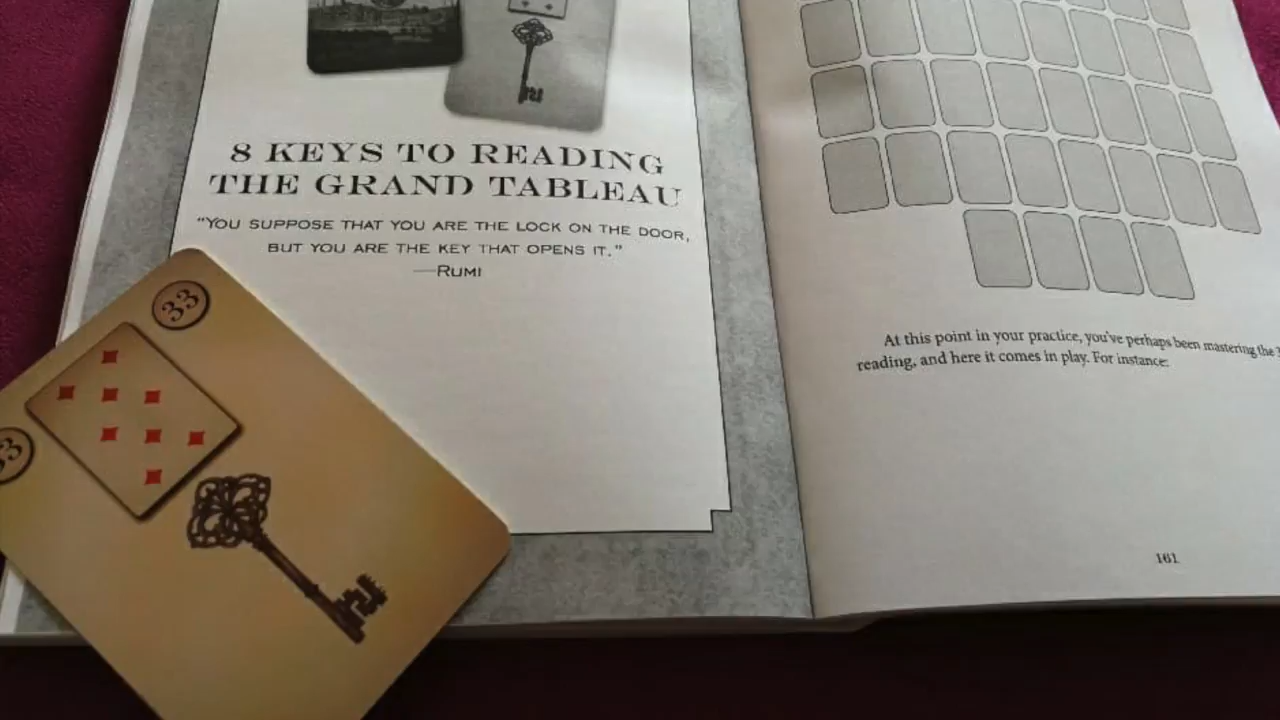 8 KEYS TO READING
THE GRAND TABLEAU
"YOU SUPPOSE THAT YOU ARE THE LOCK ON THE DOOR,
BUT YOU ARE THE KEY THAT OPENS IT."
—RUMI
33
33
At this point in your practice, you've perhaps been mastering the
reading, and here it comes in play. For instance:
161